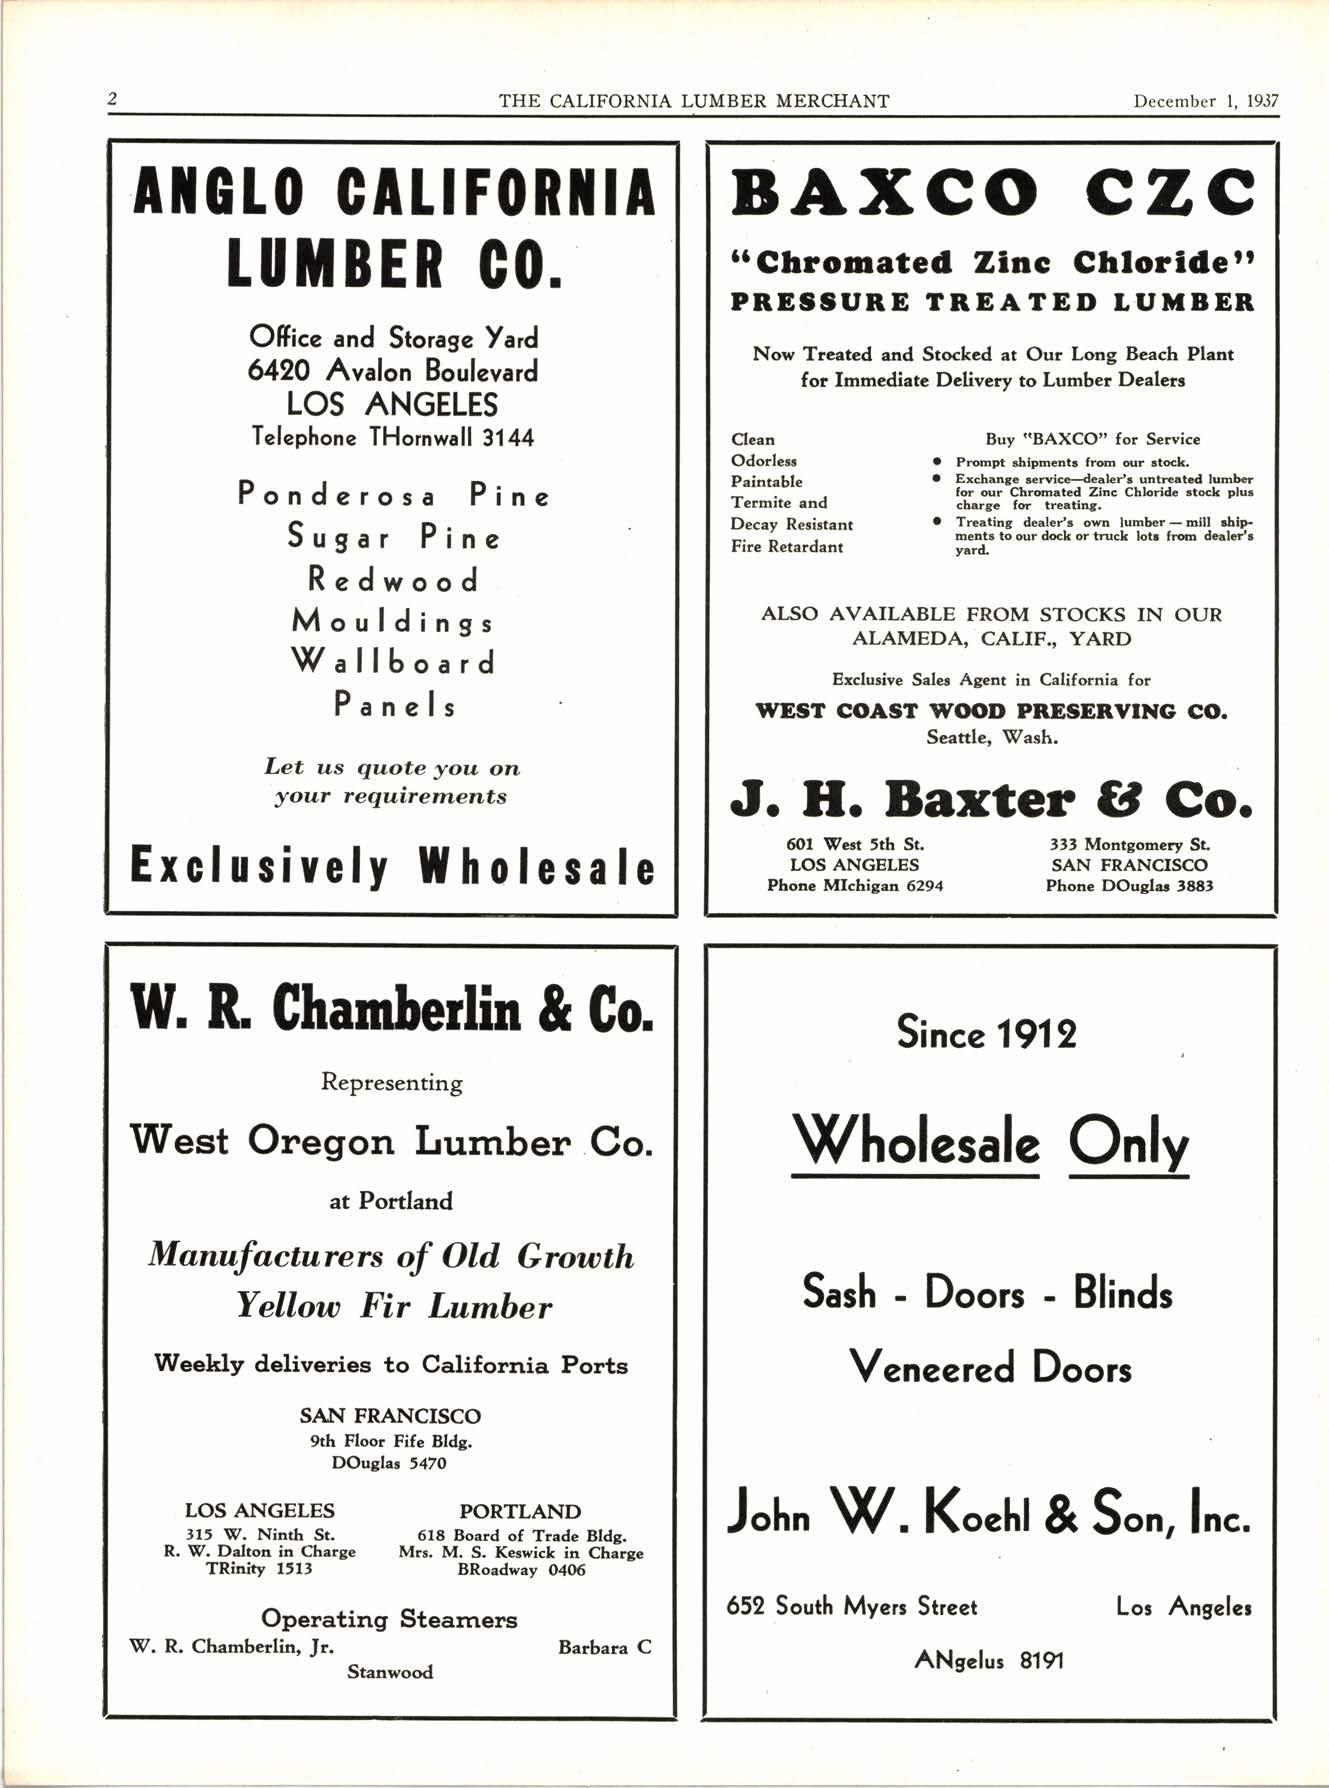 2 THE CALIFORNIA LUMBER MERCHANT December 1, 1937
ANGLO CALIFORNIA
LUMBER CO.
Office and Storage Yard
6420 Avalon Boulevard
LOS ANGELES
Telephone THornwall 3144
Ponderosa Pine
Sugar Pine
Redwood
Mouldings
Wallboard
Panels
Let us quote you on
your requirements
Exclusively Wholesale
BAXCO CZC
"Chromated Zinc Chloride"
PRESSURE TREATED LUMBER
Now Treated and Stocked at Our Long Beach Plant
for Immediate Delivery to Lumber Dealers
Clean
Odorless
Paintable
Termite and
Decay Resistant
Fire Retardant
Buy "BAXCO" for Service
• Prompt shipments from our stock.
• Exchange service—dealer's untreated lumber
for our Chromated Zinc Chloride stock plus
charge for treating.
• Treating dealer's own lumber — mill ship-
ments to our dock or truck lots from dealer's
yard.
ALSO AVAILABLE FROM STOCKS IN OUR
ALAMEDA, CALIF., YARD
Exclusive Sales Agent in California for
WEST COAST WOOD PRESERVING CO.
Seattle, Wash.
J. H. Baxter & Co.
601 West 5th St.
LOS ANGELES
Phone MIchigan 6294
333 Montgomery St.
SAN FRANCISCO
Phone DOuglas 3883
W. R. Chamberlin & Co.
Representing
West Oregon Lumber Co.
at Portland
Manufacturers of Old Growth
Yellow Fir Lumber
Weekly deliveries to California Ports
SAN FRANCISCO
9th Floor Fife Bldg.
DOuglas 5470
LOS ANGELES
315 W. Ninth St.
R. W. Dalton in Charge
TRinity 1513
PORTLAND
618 Board of Trade Bldg.
Mrs. M. S. Keswick in Charge
BRoadway 0406
Operating Steamers
W. R. Chamberlin, Jr. Barbara C
Stanwood
Since 1912
Wholesale Only
Sash - Doors - Blinds
Veneered Doors
John W. Koehl & Son, Inc.
652 South Myers Street Los Angeles
ANgelus 8191